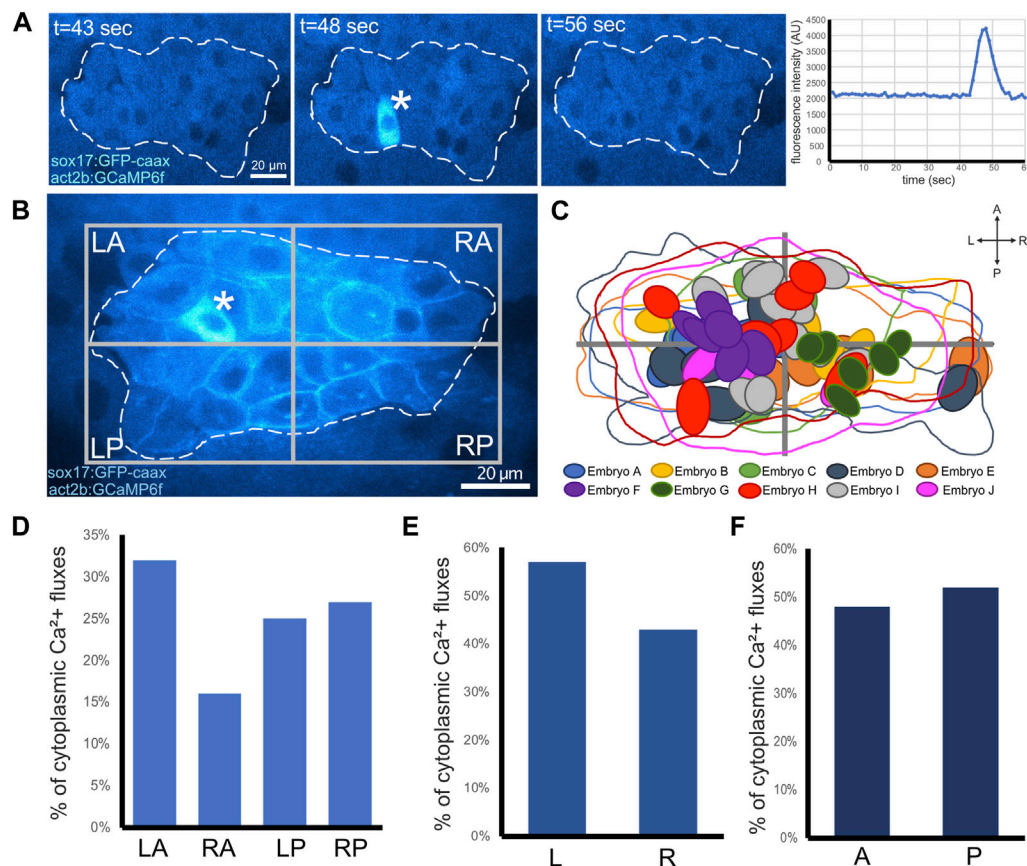 A
t=43 sec
t=48 sec
t=56 sec
*
sox17:GFP-caax
act2b:GCaMP6f
20 µm
fluorescence intensity (AU)
4500
4000
3500
3000
2500
2000
1500
1000
500
0
0 10 20 30 40 50 6
time (sec)
B
LA
RA
*
LP
RP
sox17:GFP-caax
act2b:GCaMP6f
20 µm
C
A
L R
P
Embryo A Embryo B Embryo C Embryo D Embryo E
Embryo F Embryo G Embryo H Embryo I Embryo J
D
% of cytoplasmic Ca²+ fluxes
35%
30%
25%
20%
15%
10%
5%
0%
LA RA LP RP
E
% of cytoplasmic Ca²+ fluxes
60%
50%
40%
30%
20%
10%
0%
L R
F
% of cytoplasmic Ca²+ fluxes
60%
50%
40%
30%
20%
10%
0%
A P